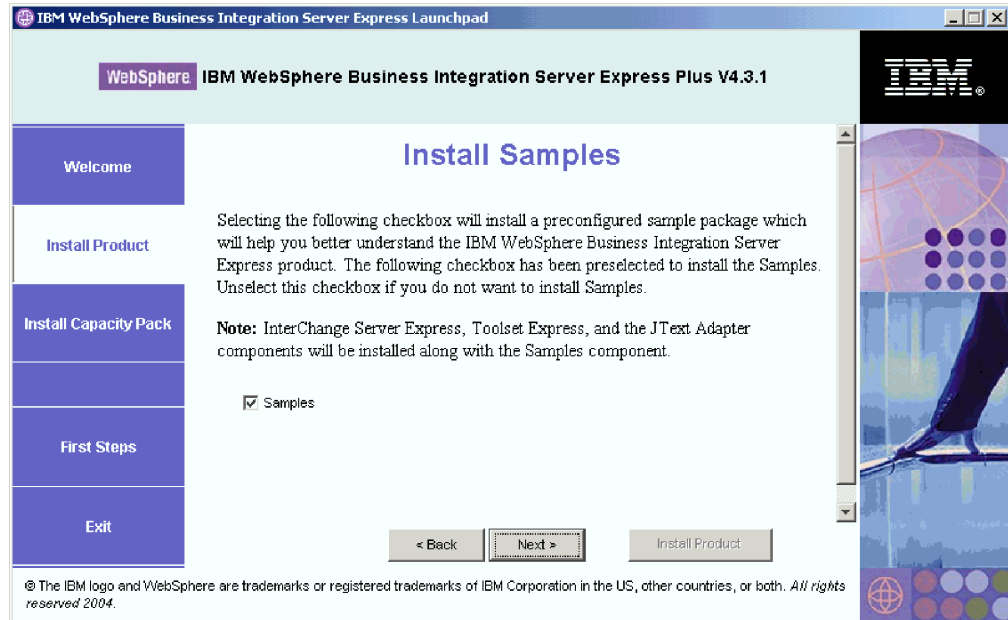 IBM WebSphere Business Integration Server Express Launchpad
WebSphere. IBM WebSphere Business Integration Server Express Plus V4.3.1
IBM®
Welcome
Install Product
Install Capacity Pack
First Steps
Exit
Install Samples
Selecting the following checkbox will install a preconfigured sample package which
will help you better understand the IBM WebSphere Business Integration Server
Express product. The following checkbox has been preselected to install the Samples.
Unselect this checkbox if you do not want to install Samples.
Note: InterChange Server Express, Toolset Express, and the JText Adapter
components will be installed along with the Samples component.
Samples
< Back
Next >
Install Product
© The IBM logo and WebSphere are trademarks or registered trademarks of IBM Corporation in the US, other countries, or both. All rights
reserved 2004.